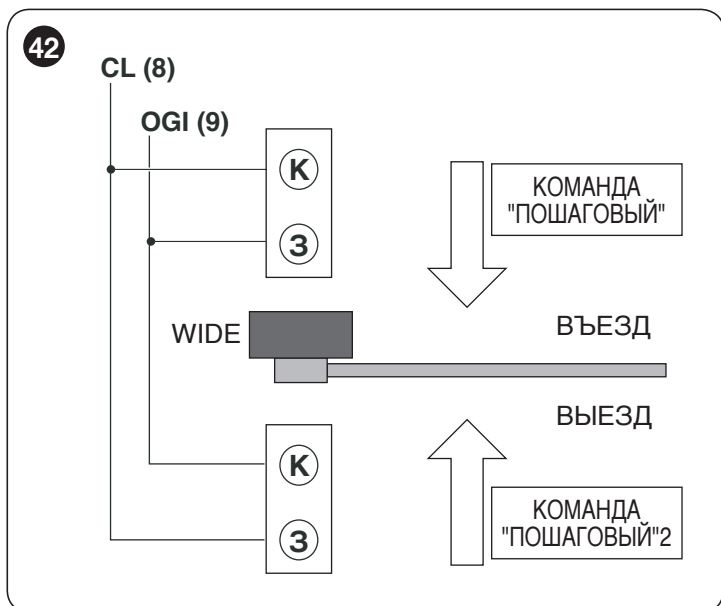 42
CL (8)
OGI (9)
К
З
КОМАНДА
"ПОШАГОВЫЙ"
WIDE
ВЪЕЗД
ВЫЕЗД
К
З
КОМАНДА
"ПОШАГОВЫЙ"2